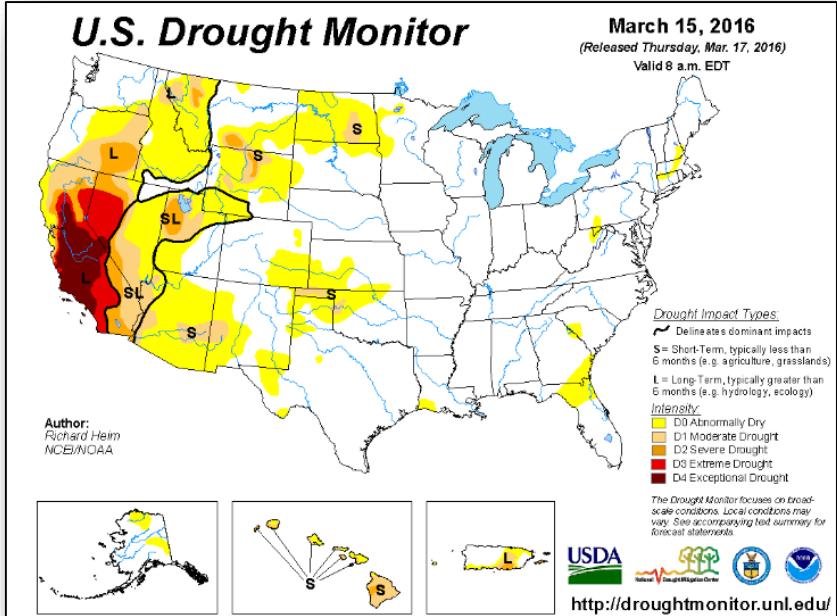 U.S. Drought Monitor
March 15, 2016
(Released Thursday, Mar. 17, 2016)
Valid 8 a.m. EDT
L
S
L
S
SL
L
SL
S
S
Drought Impact Types:
Delineates dominant impacts
S = Short-Term, typically less than
6 months (e.g. agriculture, grasslands)
L = Long-Term, typically greater than
6 months (e.g. hydrology, ecology)
Intensity:
D0 Abnormally Dry
D1 Moderate Drought
D2 Severe Drought
D3 Extreme Drought
D4 Exceptional Drought
Author:
Richard Heim
NCEI/NOAA
The Drought Monitor focuses on broad-
scale conditions. Local conditions may
vary. See accompanying text summary for
forecast statements.
S
S
L
USDA
National Drought Mitigation Center
http://droughtmonitor.unl.edu/